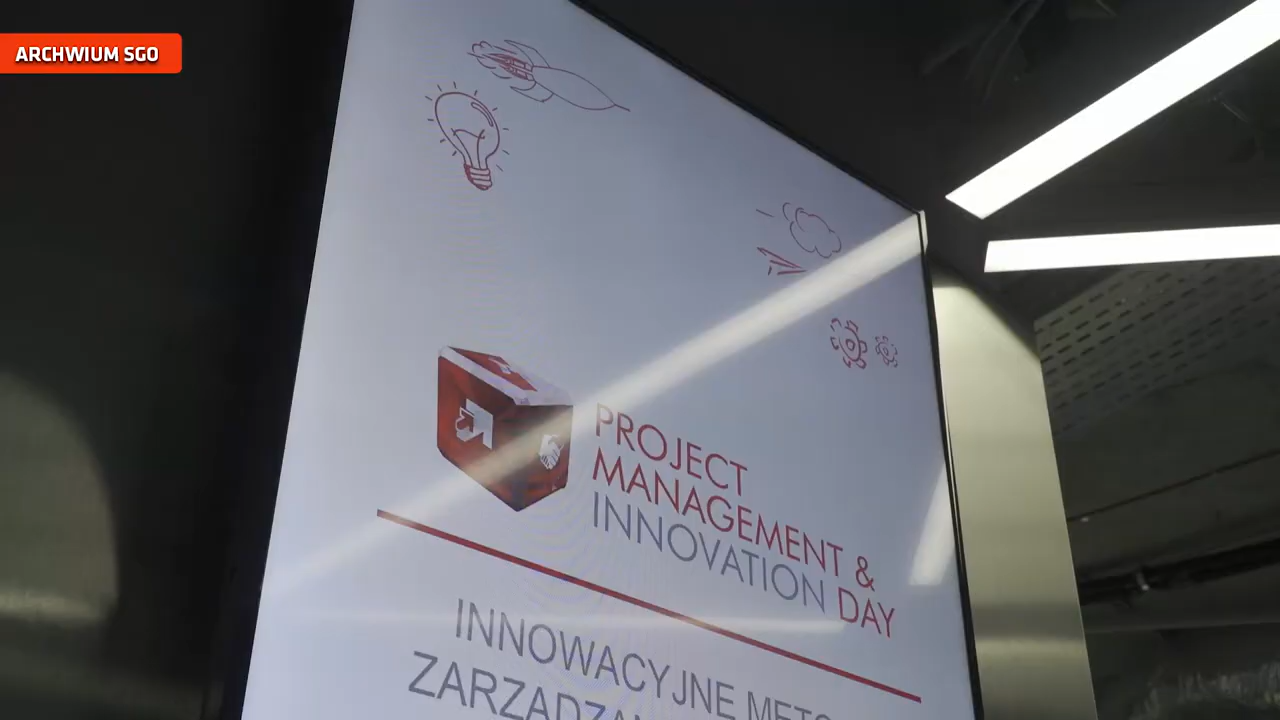 ARCHWIUM SGO
PROJECT
MANAGEMENT &
INNOVATION DAY
INNOWACYJNE